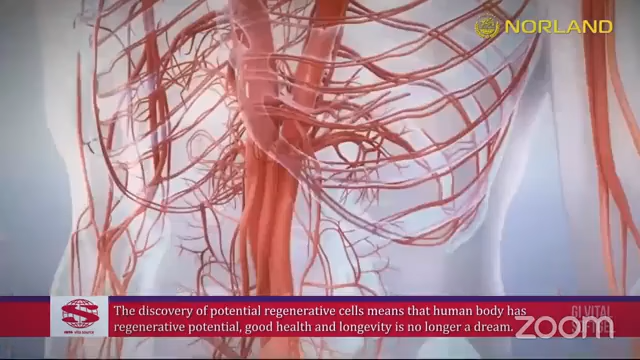 NORLAND
The discovery of potential regenerative cells means that human body has
regenerative potential, good health and longevity is no longer a dream.
zoom